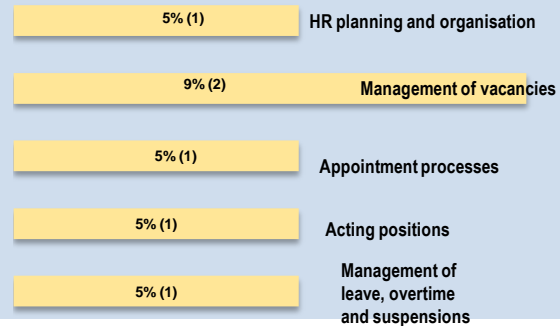 5% (1) HR planning and organisation
9% (2) Management of vacancies
5% (1) Appointment processes
5% (1) Acting positions
5% (1) Management of
leave, overtime
and suspensions